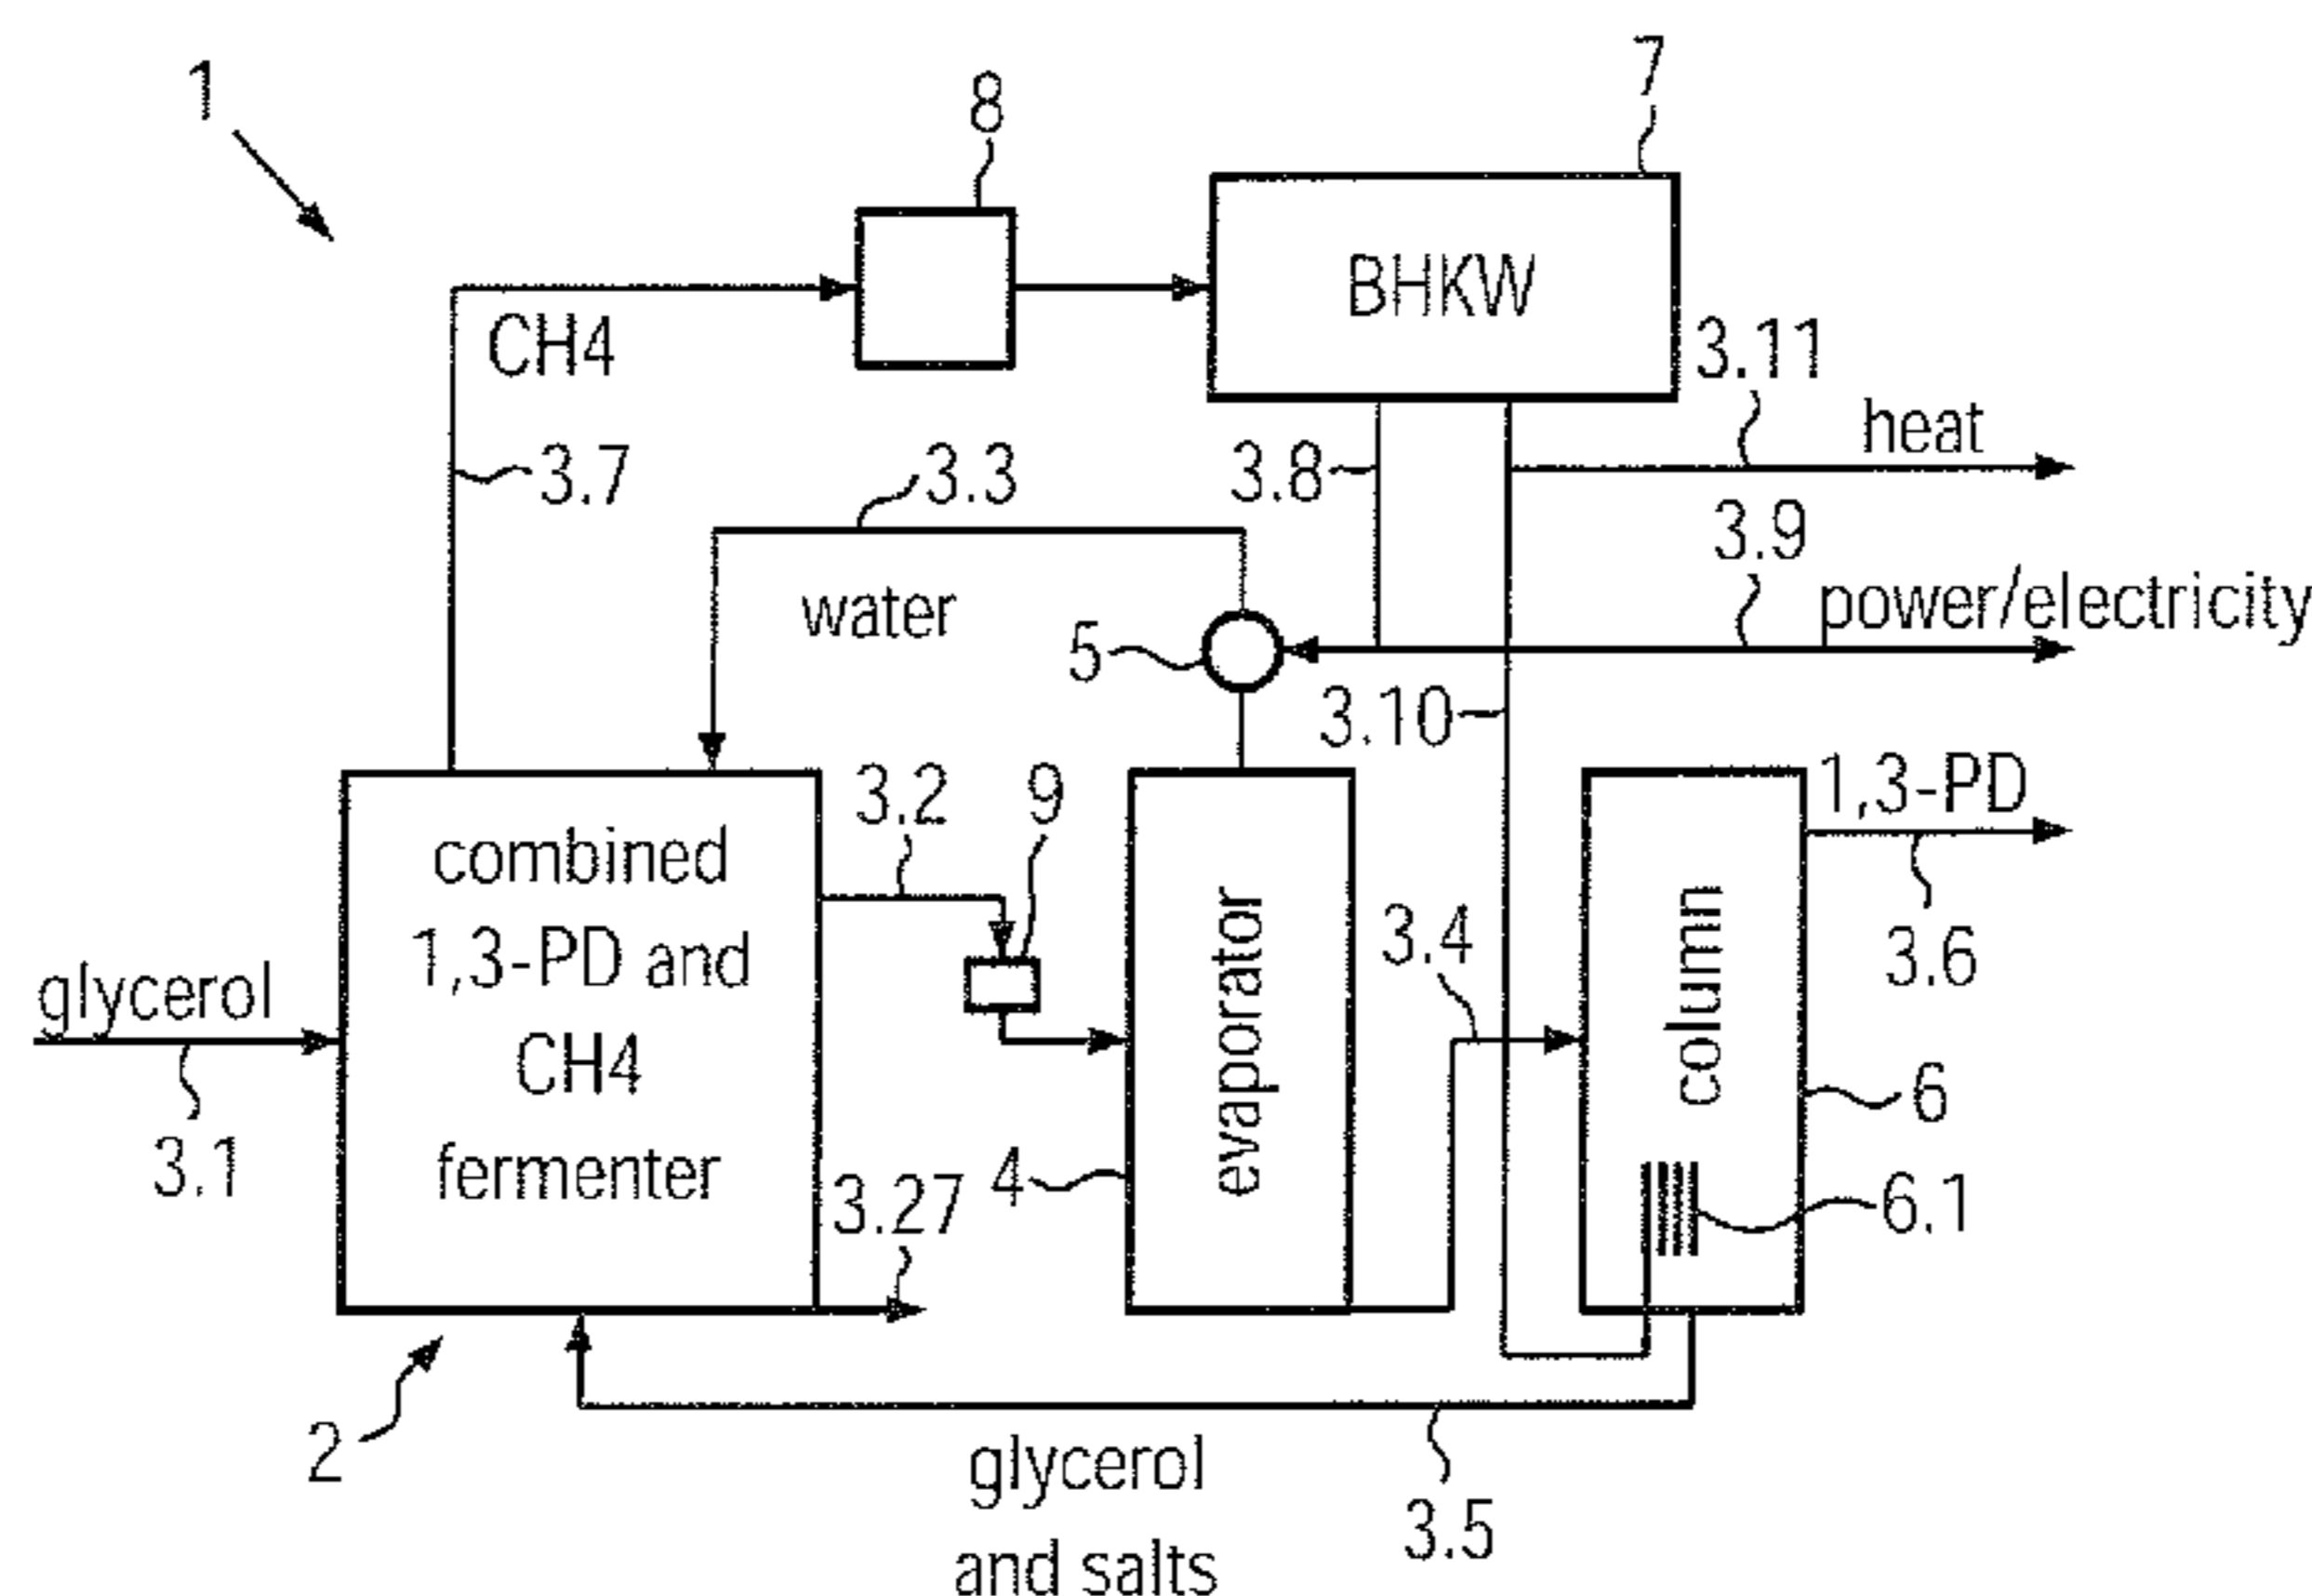 1
8
7
BHKW
CH4
3.11
heat
3.7
3.3
3.8
3.9
water
5
power/electricity
3.10
1,3-PD
3.2
9
combined
1,3-PD and
CH4
fermenter
evaporator
3.4
column
3.6
glycerol
3.1
6
3.27
4
6.1
2
glycerol
and salts
3.5